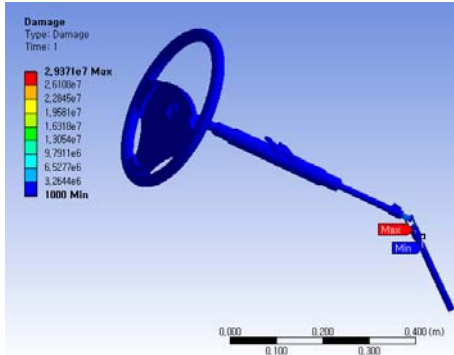 Damage
Type: Damage
Time: 1
2,9371e7 Max
2,6108e7
2,2845e7
1,9581e7
1,6318e7
1,3054e7
9,7911e6
6,5277e6
3,2644e6
1000 Min
Max
Min
0,000
0,200
0,400 (m)
0,100
0,300